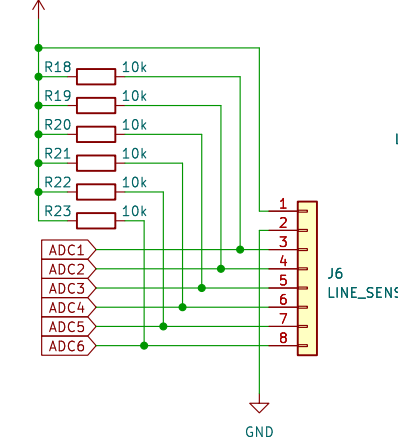 R18 10k
R19 10k
R20 10k
R21 10k
R22 10k
R23 10k
1
2
ADC1 3
ADC2 4
ADC3 5
ADC4 6
ADC5 7
ADC6 8
J6
LINE_SENS
GND